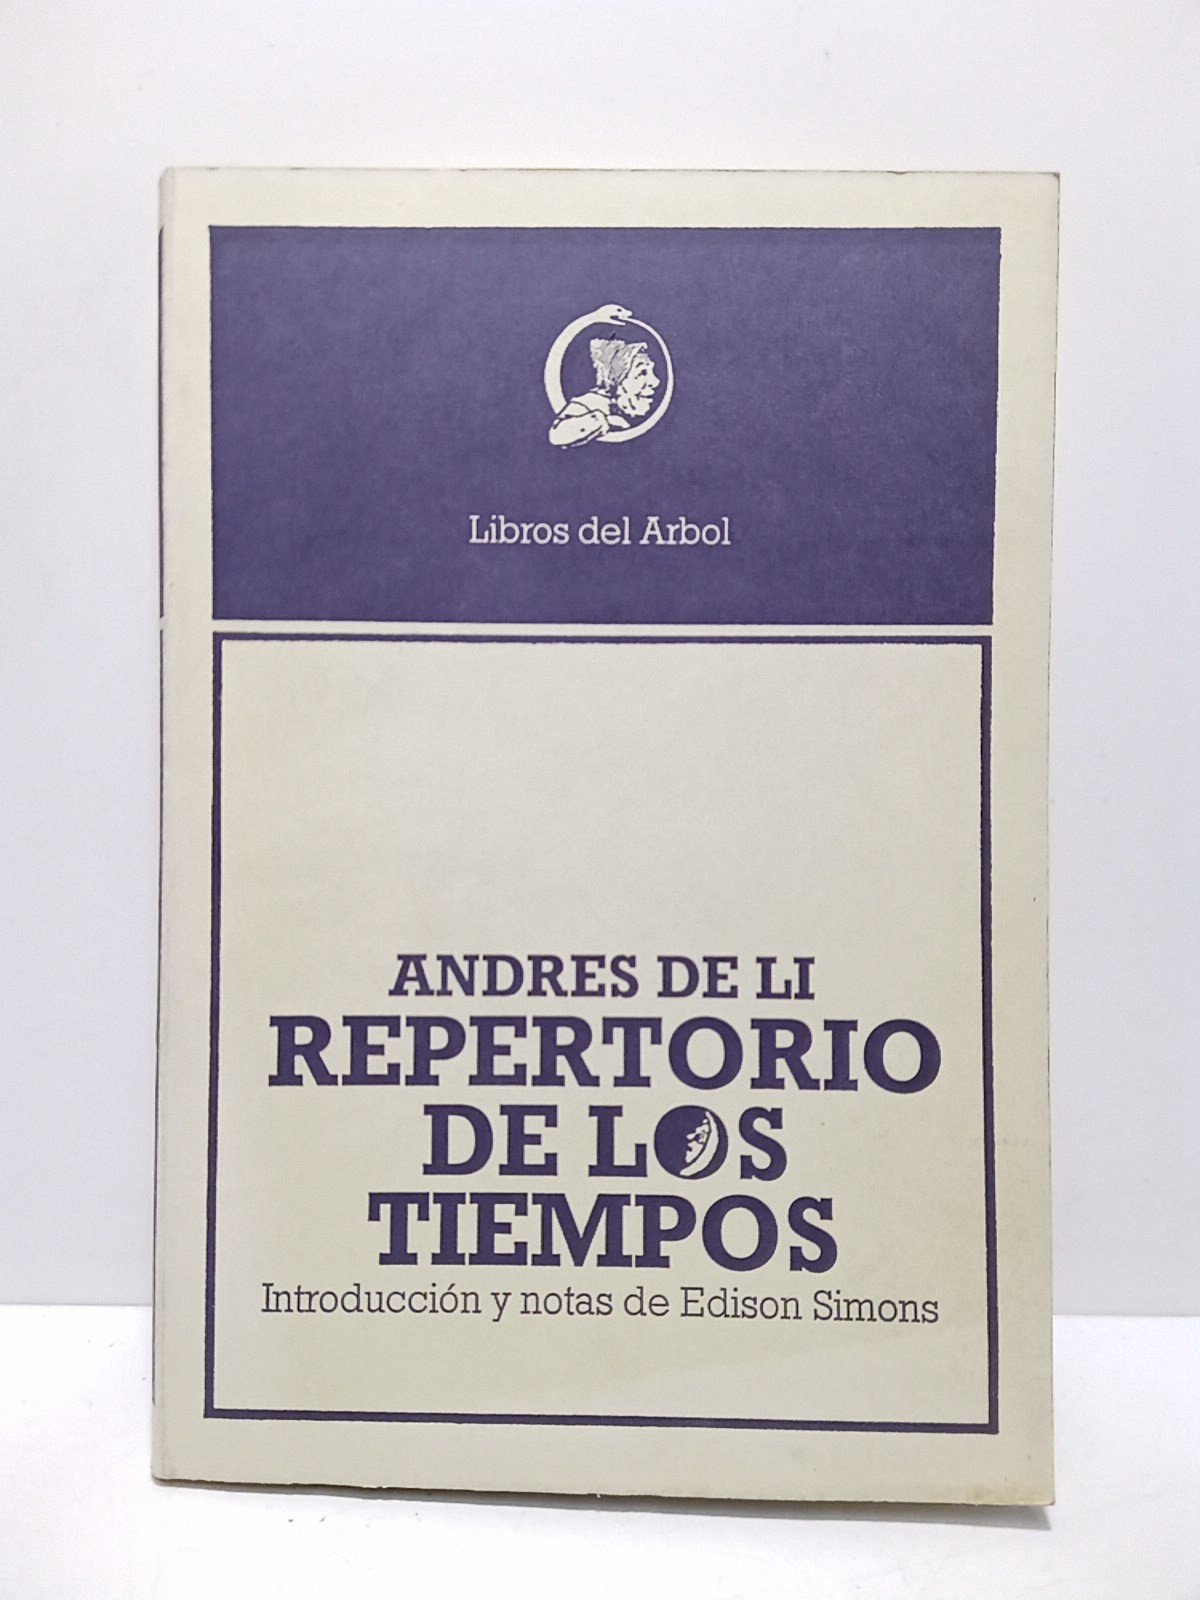 Libros del Arbol
ANDRES DE LI
REPERTORIO
DE LOS
TIEMPOS
Introducción y notas de Edison Simons